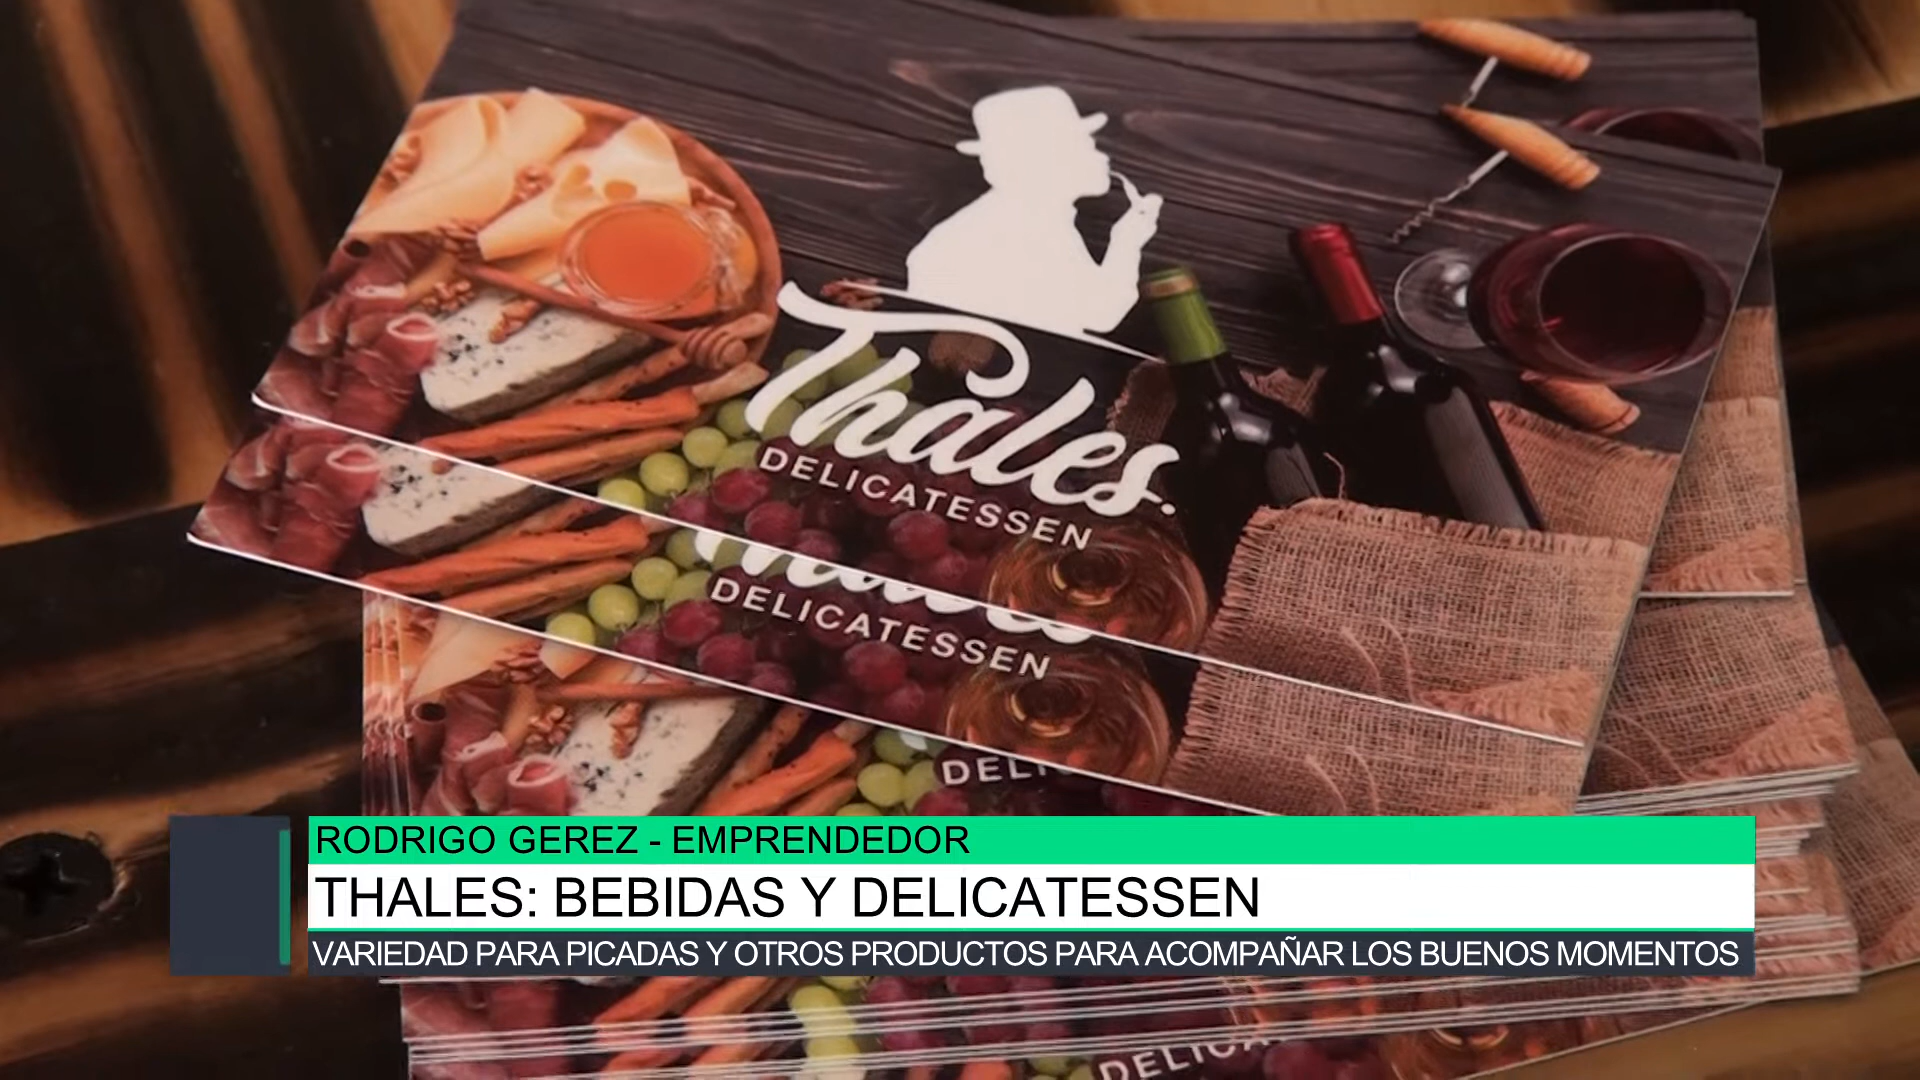 Thales.
DELICATESSEN
DELICATESSEN
RODRIGO GEREZ - EMPRENDEDOR
THALES: BEBIDAS Y DELICATESSEN
VARIEDAD PARA PICADAS Y OTROS PRODUCTOS PARA ACOMPAÑAR LOS BUENOS MOMENTOS